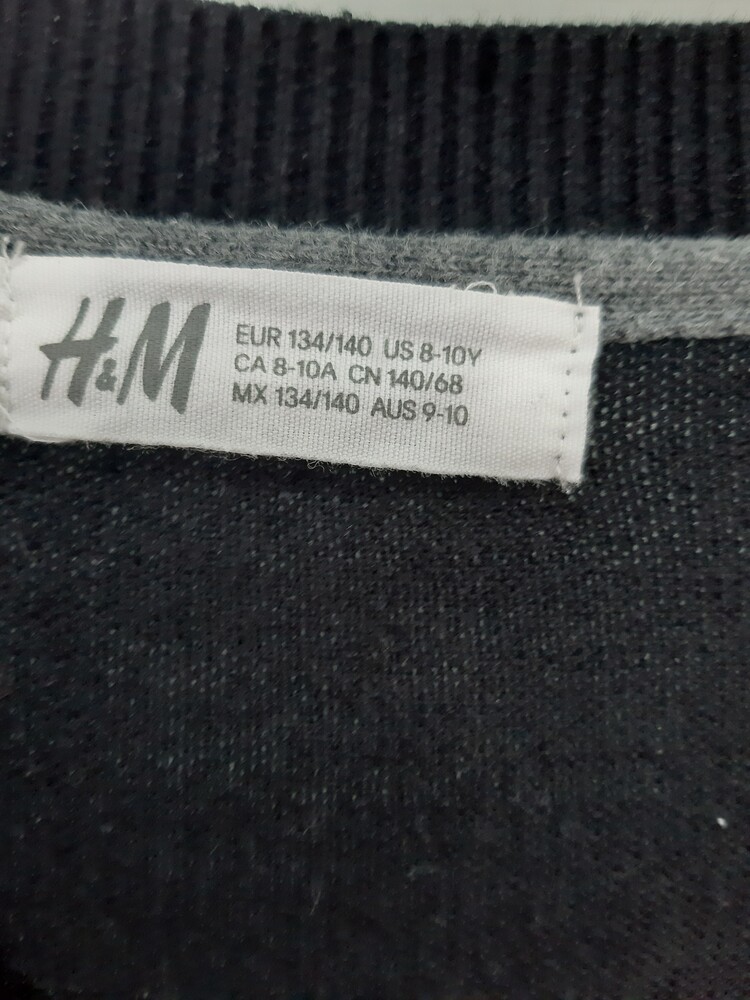 H&M
EUR 134/140 US 8-10Y
CA 8-10A CN 140/68
MX 134/140 AUS 9-10